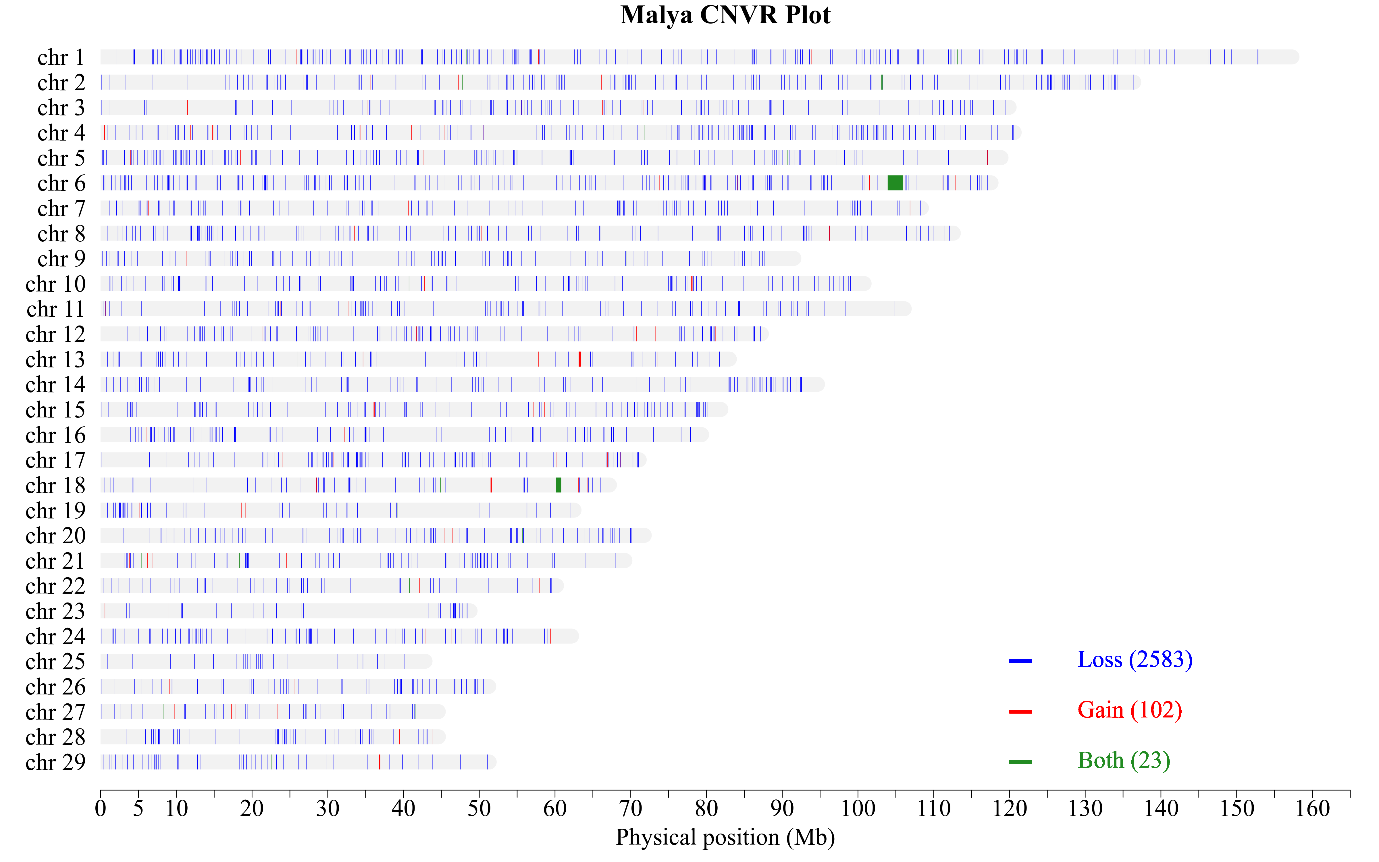 Malya CNVR Plot
chr 1
chr 2
chr 3
chr 4
chr 5
chr 6
chr 7
chr 8
chr 9
chr 10
chr 11
chr 12
chr 13
chr 14
chr 15
chr 16
chr 17
chr 18
chr 19
chr 20
chr 21
chr 22
chr 23
chr 24
chr 25
chr 26
chr 27
chr 28
chr 29
Loss (2583)
Gain (102)
Both (23)
0 5 10 20 30 40 50 60 70 80 90 100 110 120 130 140 150 160
Physical position (Mb)